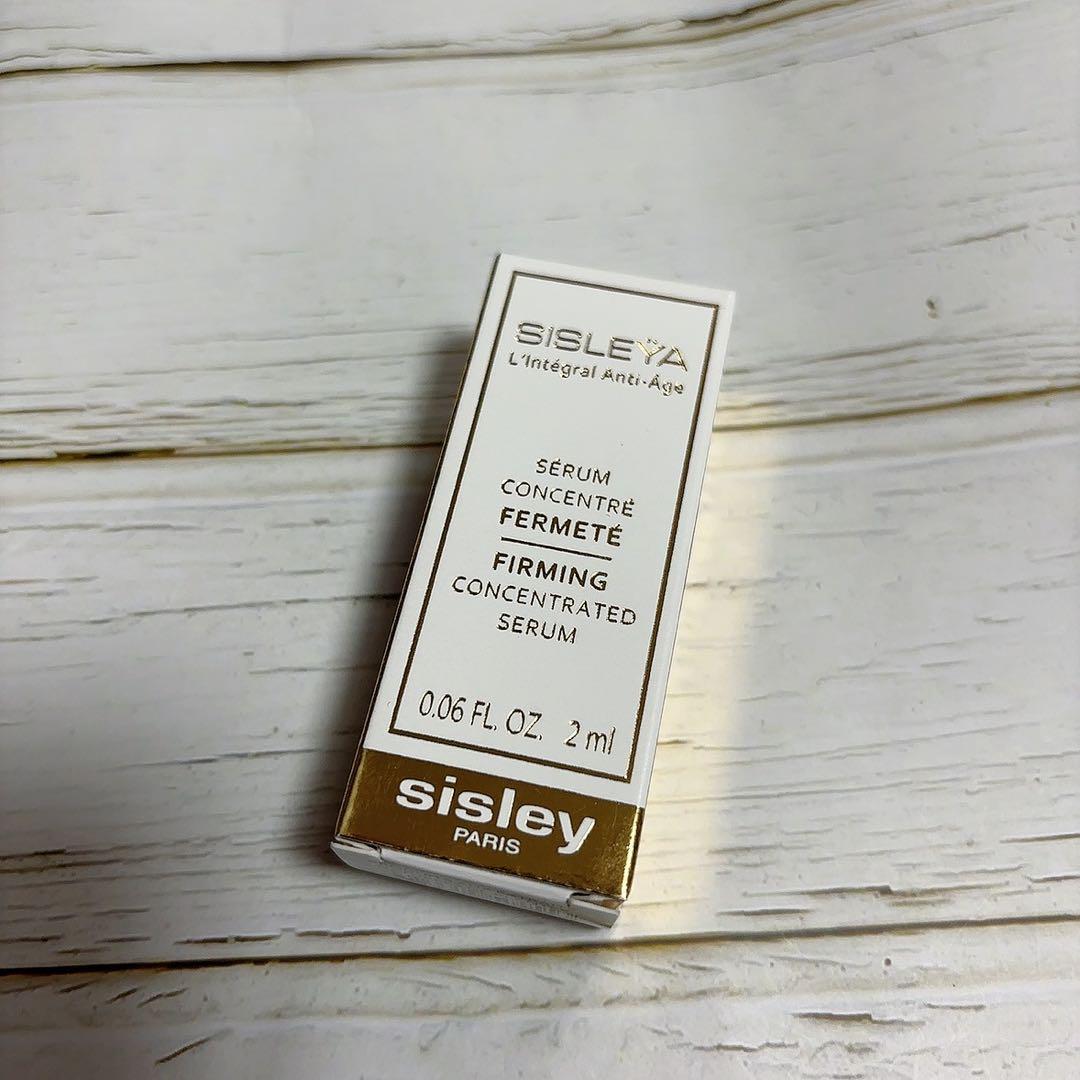 SISLEŸA
L'Intégral Anti-Âge
SÉRUM
CONCENTRÉ
FERMETÉ
FIRMING
CONCENTRATED
SERUM
0.06 FL. OZ. 2 ml
sisley
PARIS